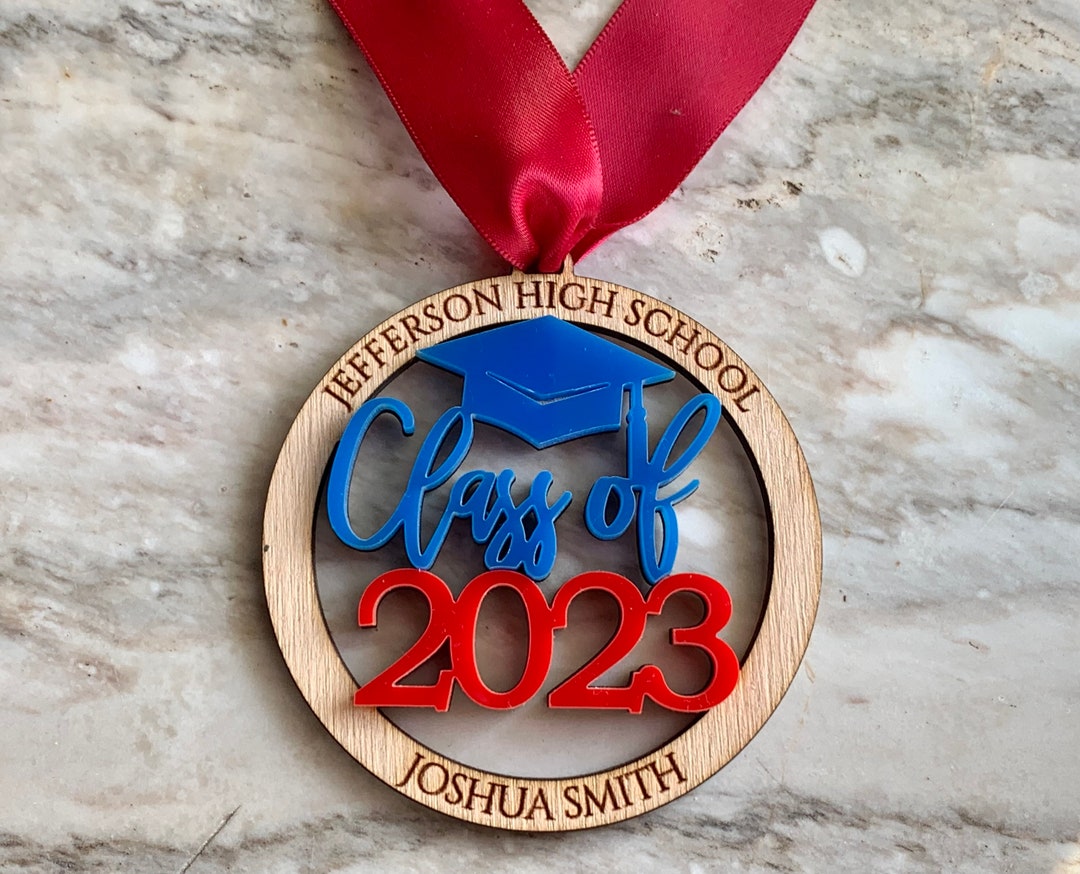 JEFFERSON HIGH SCHOOL
Class of
2023
JOSHUA SMITH